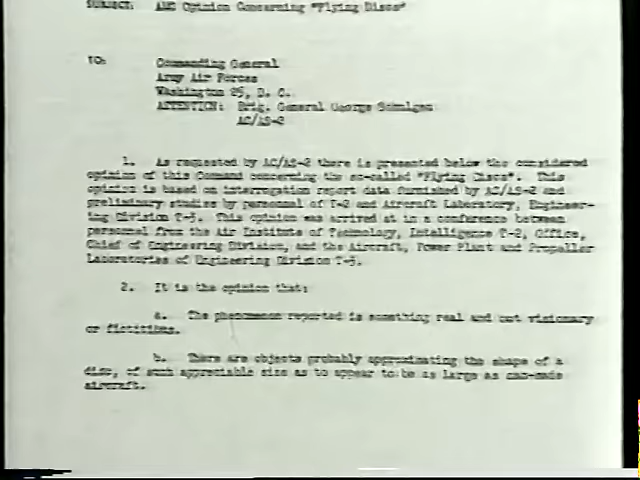 SUBJECT: AMC Opinion Concerning "Flying Discs"
TO: Commanding General
Army Air Forces
Washington 25, D. C.
ATTENTION: Brig. General George Schulgen
AC/AS-2
1. As requested by AC/AS-2 there is presented below the considered
opinion of this Command concerning the so-called "Flying Discs". This
opinion is based on interrogation report data furnished by AC/AS-2 and
preliminary studies by personnel of T-2 and Aircraft Laboratory, Engineer-
ing Division T-3. This opinion was arrived at in a conference between
personnel from the Air Institute of Technology, Intelligence T-2, Office,
Chief of Engineering Division, and the Aircraft, Power Plant and Propeller
Laboratories of Engineering Division T-3.
2. It is the opinion that:
a. The phenomenon reported is something real and not visionary
or fictitious.
b. There are objects probably approximating the shape of a
disc, of such appreciable size as to appear to be as large as man-made
aircraft.